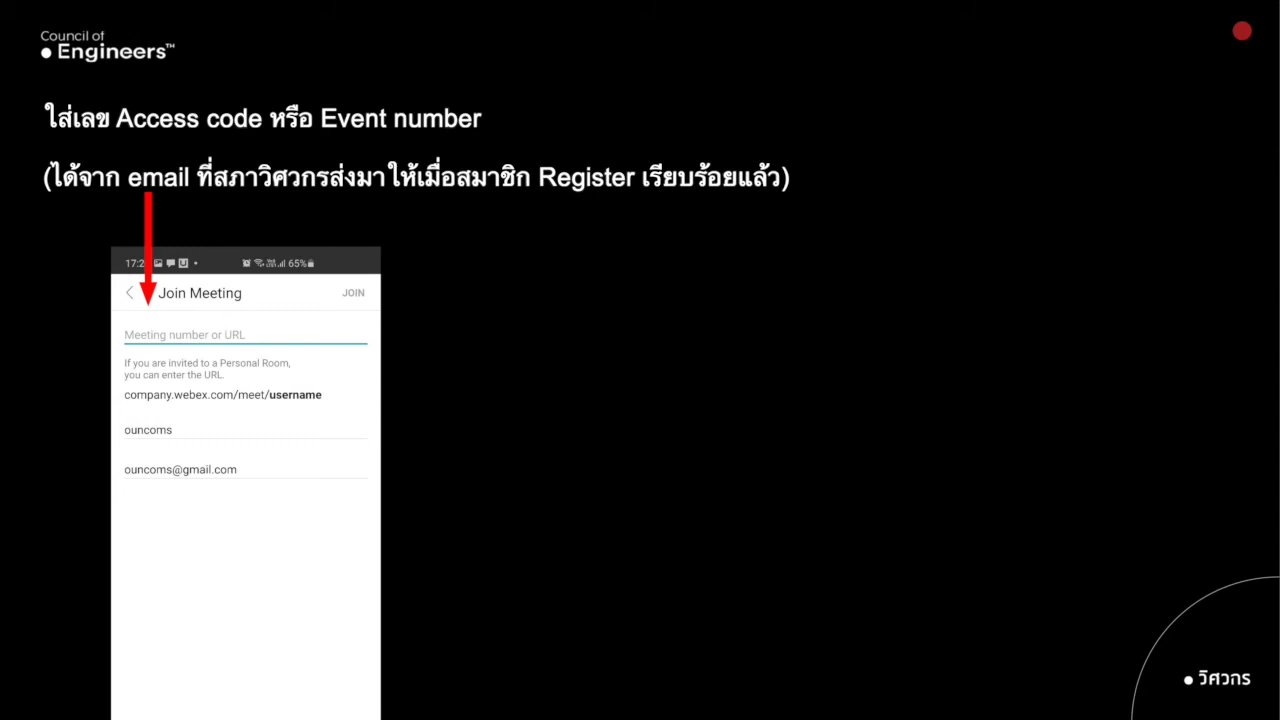 Council of
Engineers™
ใส่เลข Access code หรือ Event number
(ได้จาก email ที่สภาวิศวกรส่งมาให้เมื่อสมาชิก Register เรียบร้อยแล้ว)
17:2 65%
Join Meeting JOIN
Meeting number or URL
If you are invited to a Personal Room,
you can enter the URL.
company.webex.com/meet/username
ouncoms
ouncoms@gmail.com
วิศวกร